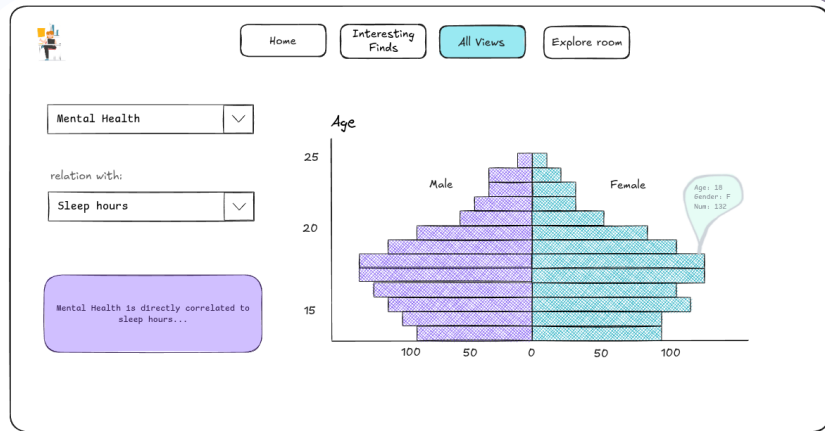 Home
Interesting
Finds
All Views
Explore room
Mental Health
relation with:
Sleep hours
Mental Health is directly correlated to
sleep hours...
Age
25
20
15
Male
Female
Age: 18
Gender: F
Num: 132
100 50 0 50 100